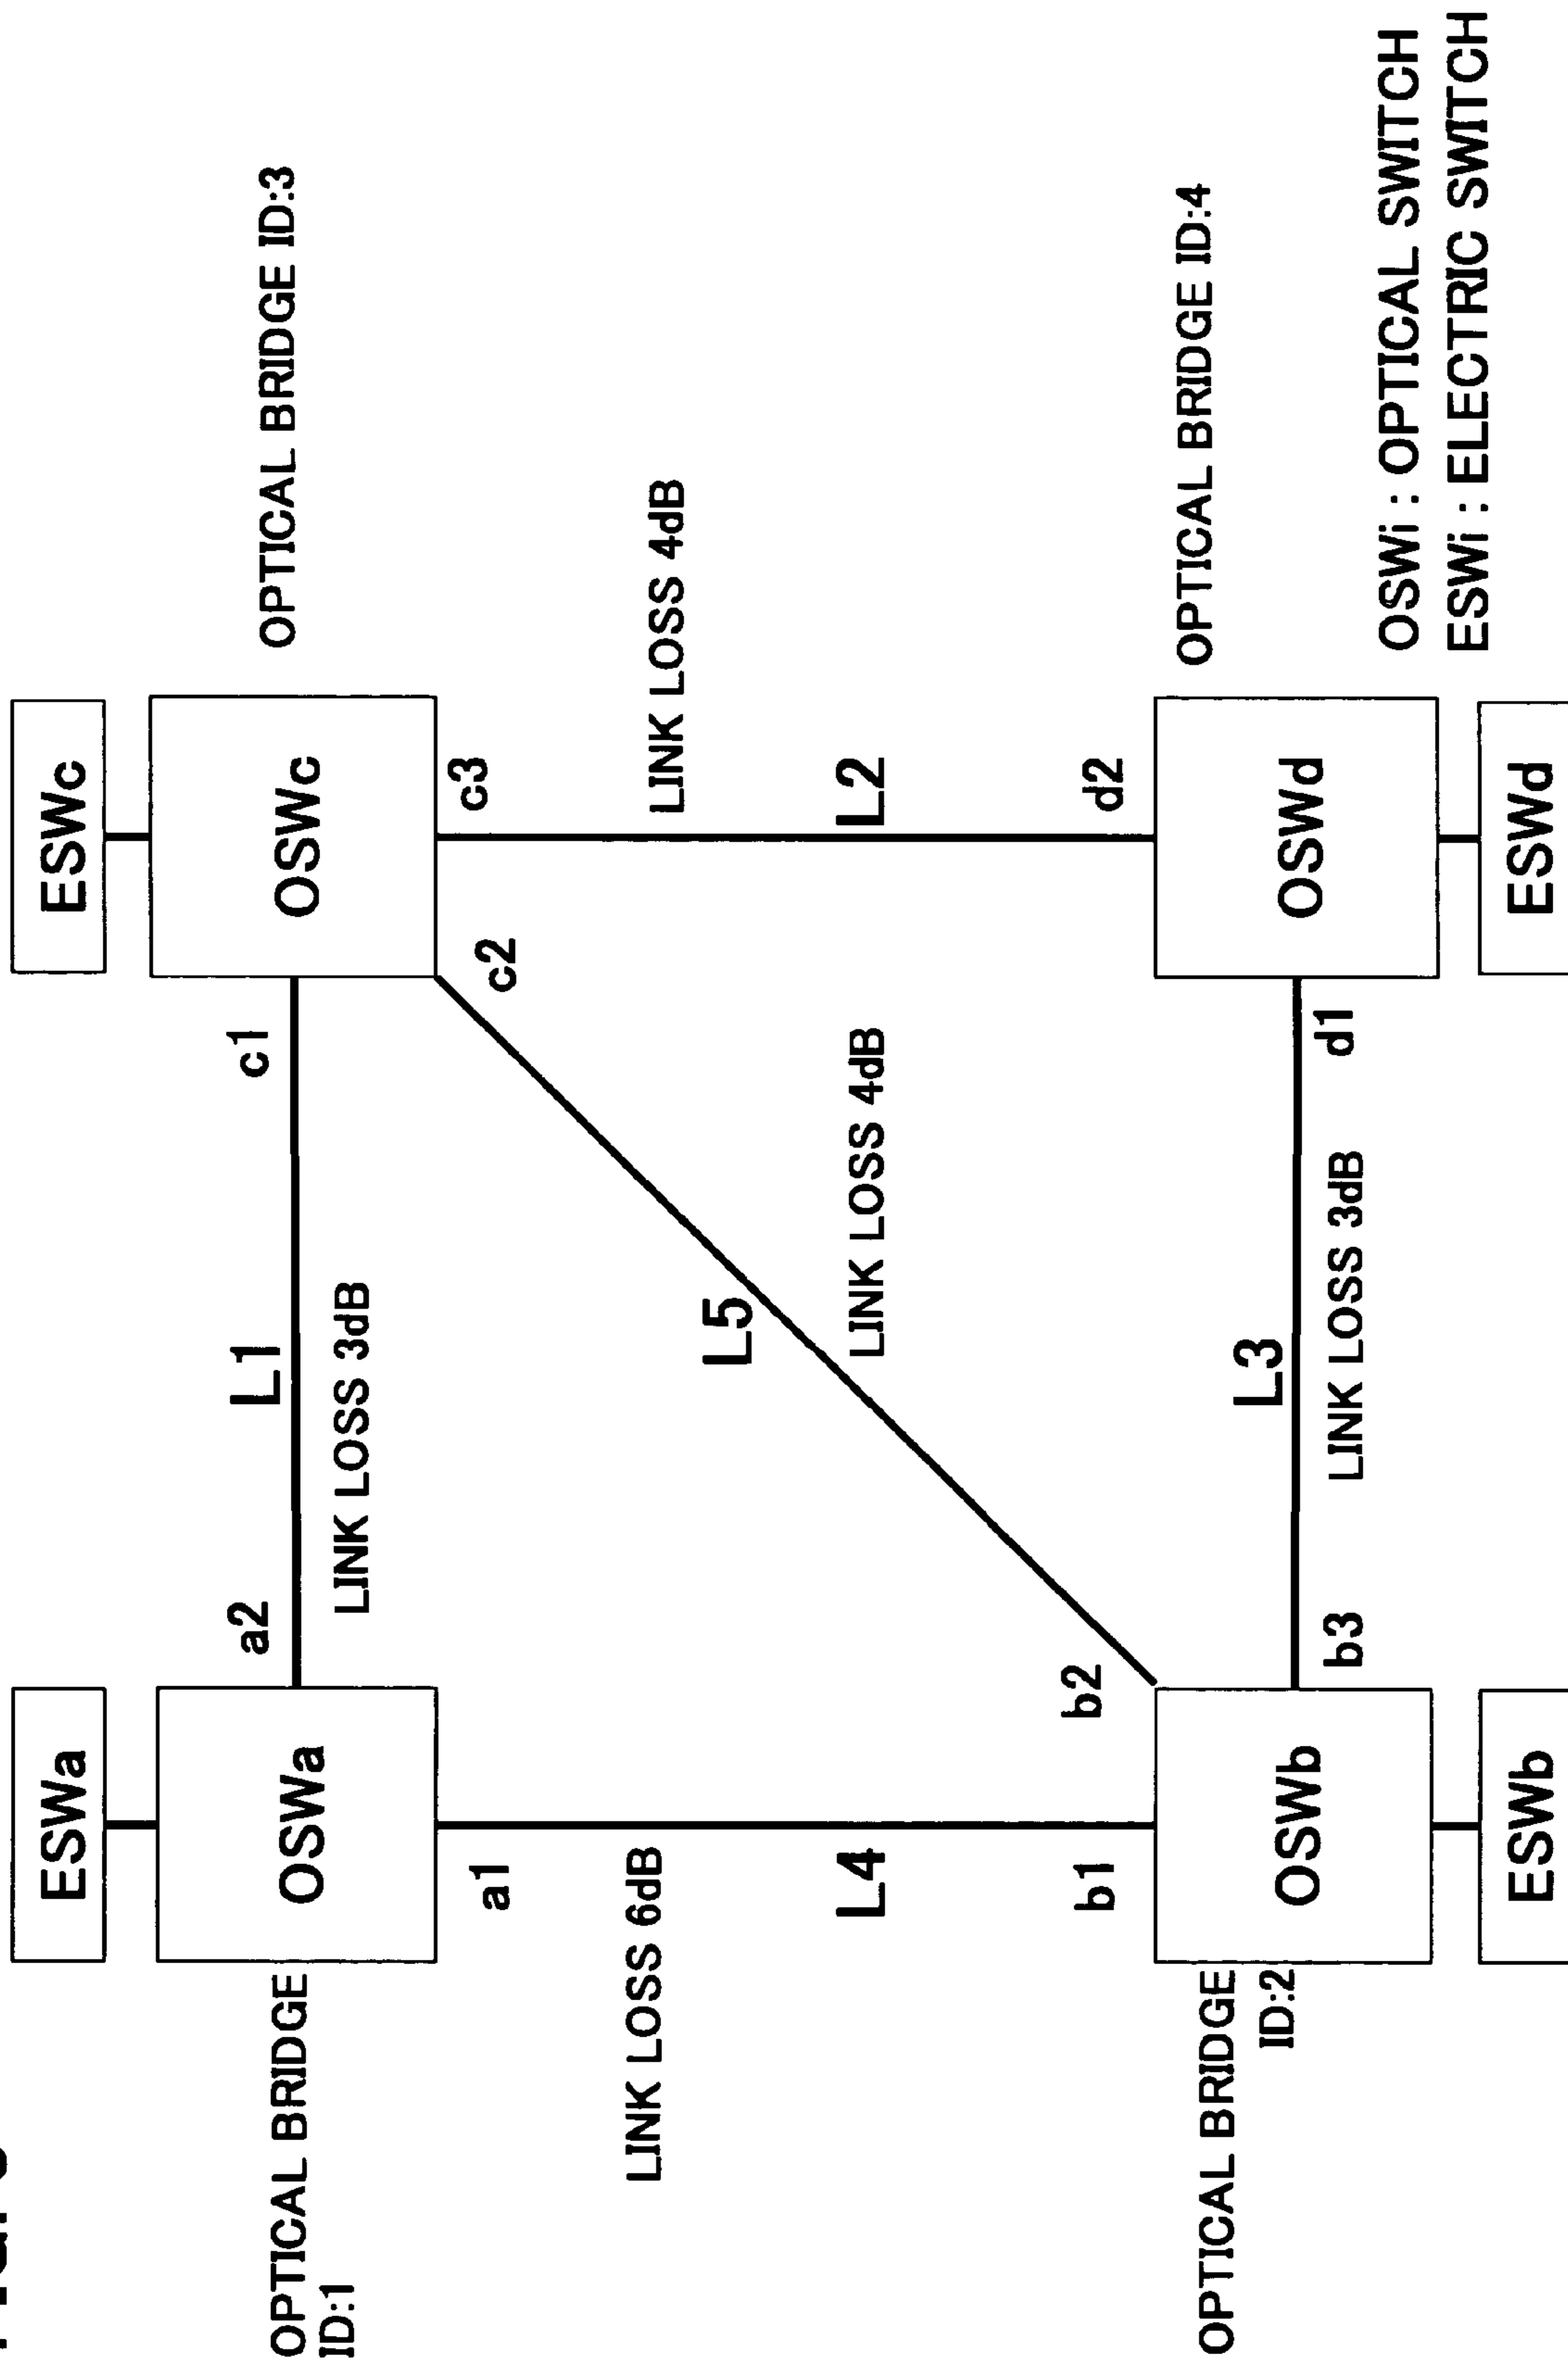 ESWa
ESWc
OPTICAL BRIDGE
ID:1
OSWa
a2
L1
LINK LOSS 3dB
c1
OSWc
OPTICAL BRIDGE ID:3
a1
c2
c3
LINK LOSS 6dB
LINK LOSS 4dB
L5
L4
LINK LOSS 4dB
L2
b1
b2
d2
OPTICAL BRIDGE
ID:2
OSWb
b3
L3
LINK LOSS 3dB
d1
OSWd
OPTICAL BRIDGE ID:4
ESWb
ESWd
OSWi : OPTICAL SWITCH
ESWi : ELECTRIC SWITCH